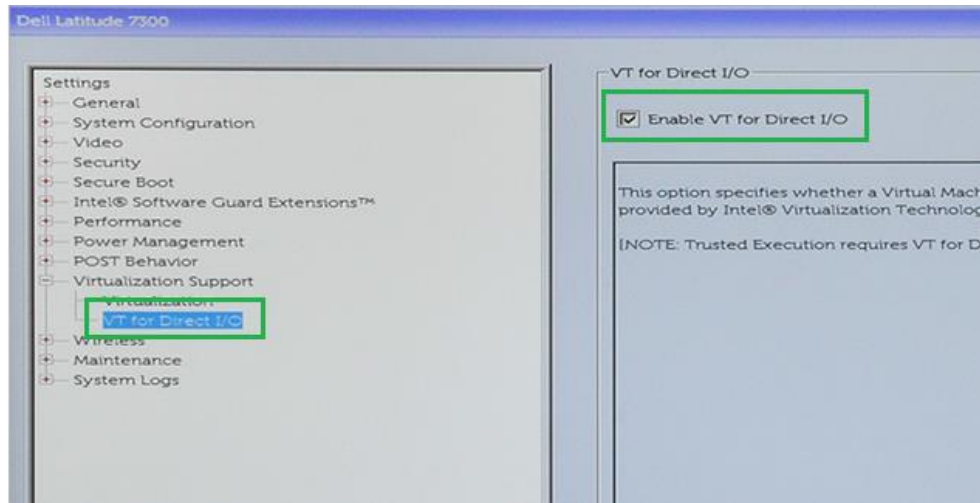 Dell Latitude 7300
Settings
General
System Configuration
Video
Security
Secure Boot
Intel® Software Guard Extensions™
Performance
Power Management
POST Behavior
Virtualization Support
Virtualization
VT for Direct I/O
Wireless
Maintenance
System Logs
VT for Direct I/O
Enable VT for Direct I/O
This option specifies whether a Virtual Mach
provided by Intel® Virtualization Technolog
[NOTE: Trusted Execution requires VT for D